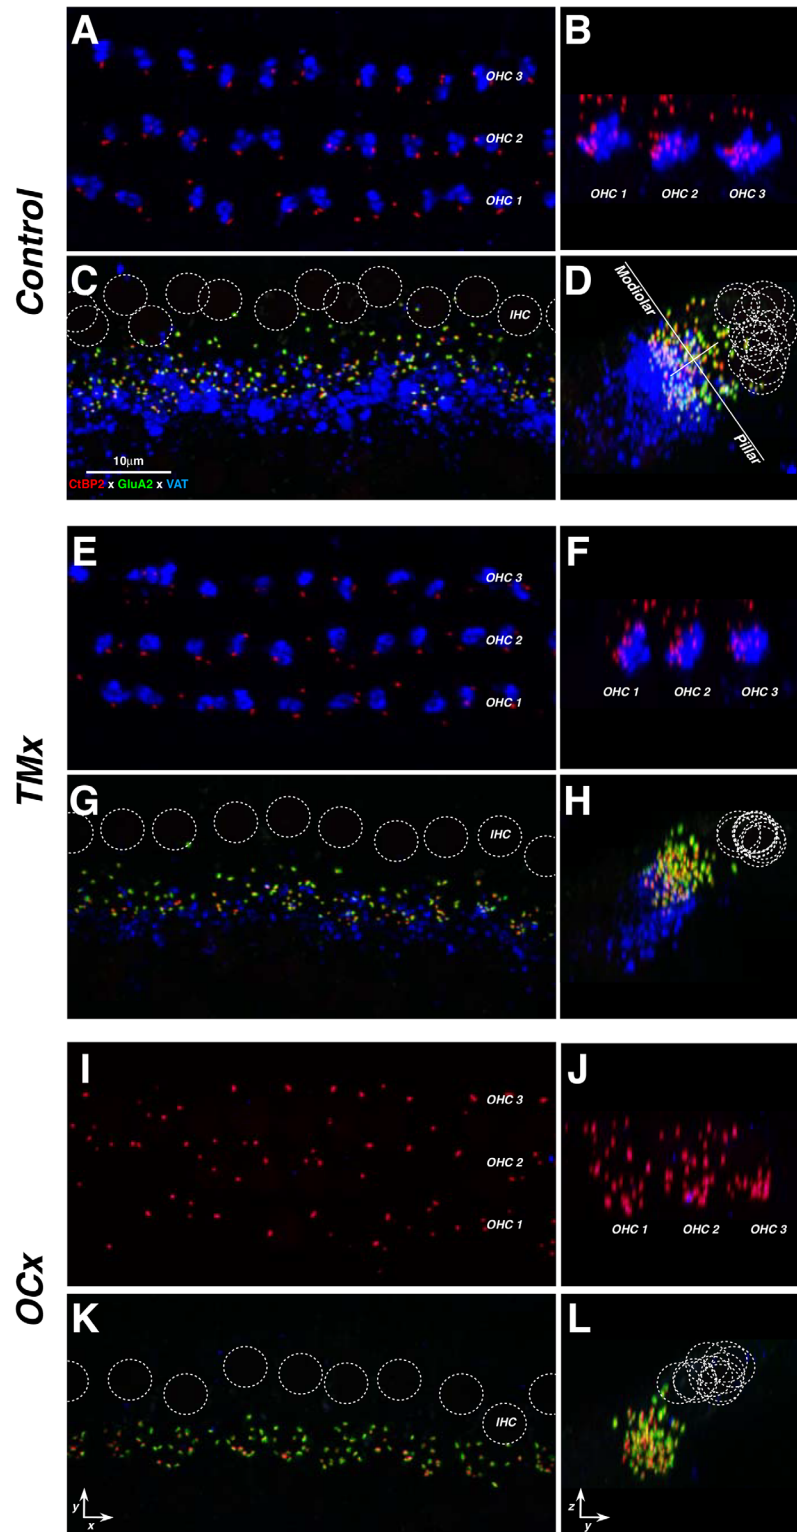 Control
A
OHC 3
OHC 2
OHC 1
B
OHC 1 OHC 2 OHC 3
C
IHC
10µm
CtBP2 x GluA2 x VAT
D
Modiolar
Pillar
TMx
E
OHC 3
OHC 2
OHC 1
F
OHC 1 OHC 2 OHC 3
G
IHC
H
OCx
I
OHC 3
OHC 2
OHC 1
J
OHC 1 OHC 2 OHC 3
K
IHC
y
x
L
z
y